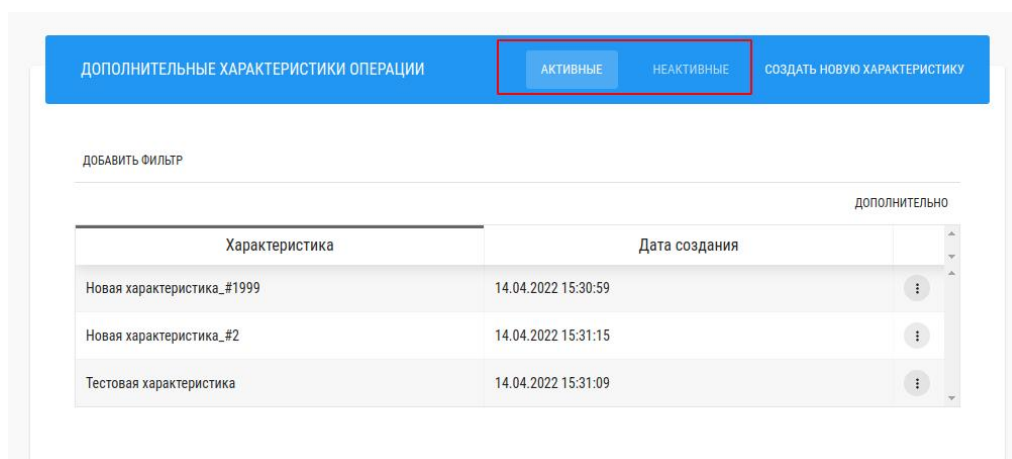 ДОПОЛНИТЕЛЬНЫЕ ХАРАКТЕРИСТИКИ ОПЕРАЦИИ АКТИВНЫЕ НЕАКТИВНЫЕ СОЗДАТЬ НОВУЮ ХАРАКТЕРИСТИКУ
ДОБАВИТЬ ФИЛЬТР
ДОПОЛНИТЕЛЬНО
Характеристика Дата создания
Новая характеристика_#1999 14.04.2022 15:30:59
Новая характеристика_#2 14.04.2022 15:31:15
Тестовая характеристика 14.04.2022 15:31:09